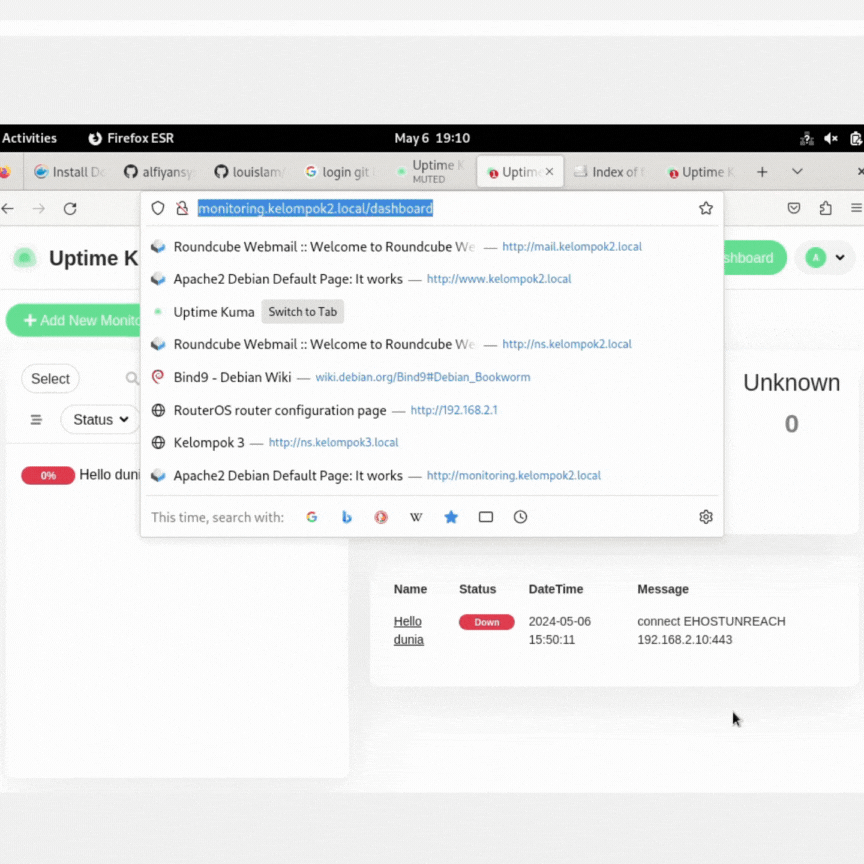 Activities Firefox ESR May 6 19:10
Install Do alfiyansy louislam/ login git Uptime K Uptime Index of Uptime K
MUTED
monitoring.kelompok2.local/dashboard
Uptime K shboard A
Roundcube Webmail :: Welcome to Roundcube We — http://mail.kelompok2.local
Apache2 Debian Default Page: It works — http://www.kelompok2.local
Uptime Kuma Switch to Tab
+ Add New Monito
Roundcube Webmail :: Welcome to Roundcube We — http://ns.kelompok2.local
Select
Bind9 - Debian Wiki — wiki.debian.org/Bind9#Debian_Bookworm
Unknown
RouterOS router configuration page — http://192.168.2.1
Status
0
Kelompok 3 — http://ns.kelompok3.local
0% Hello duni
Apache2 Debian Default Page: It works — http://monitoring.kelompok2.local
This time, search with: G b W
Name Status DateTime Message
Hello dunia Down 2024-05-06 15:50:11 connect EHOSTUNREACH 192.168.2.10:443